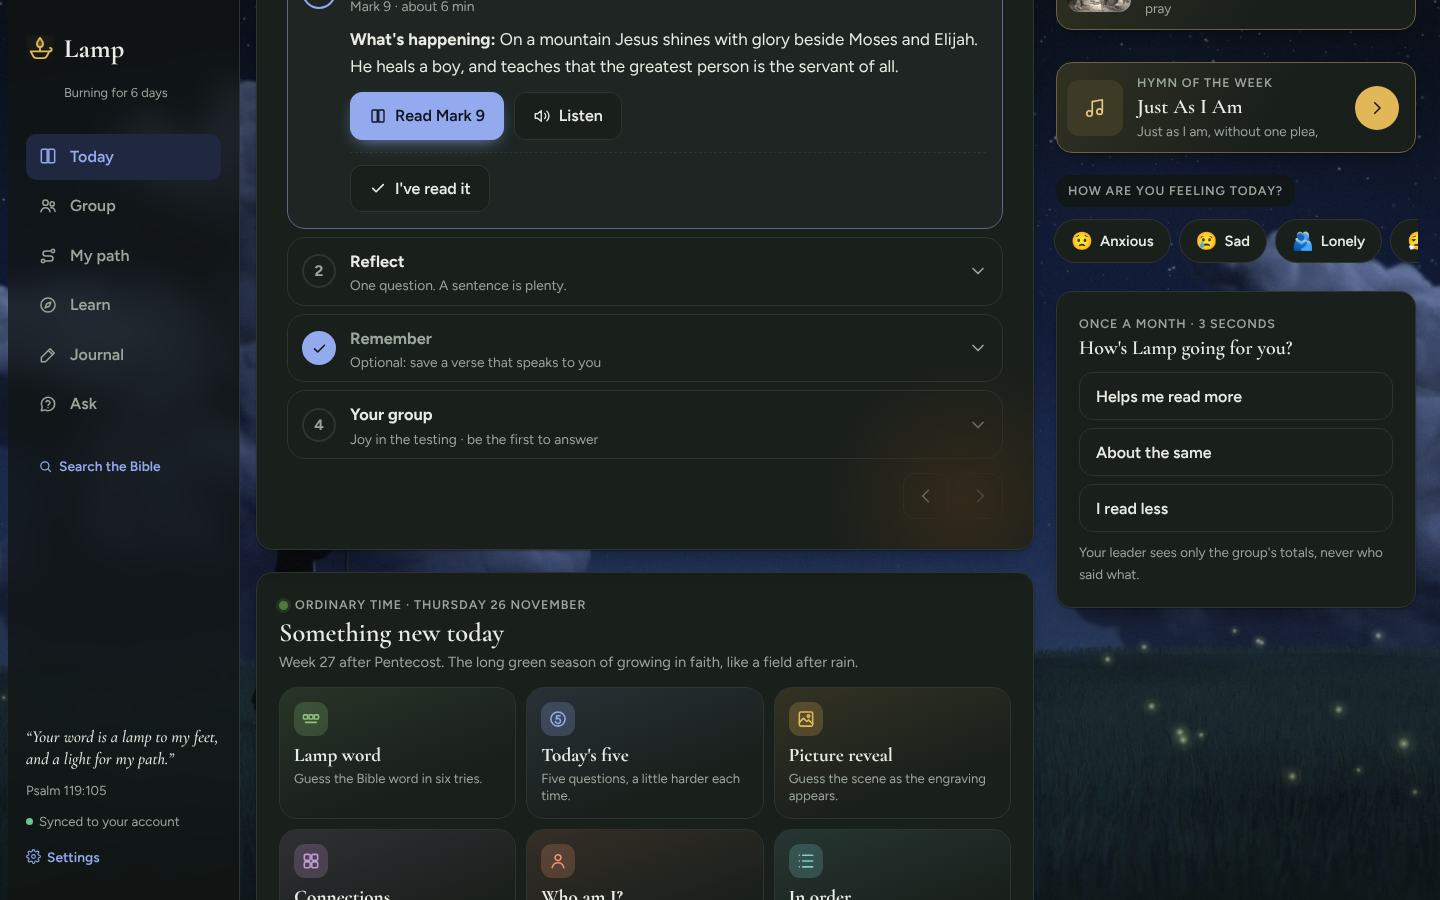 Lamp
Burning for 6 days
Today
Group
My path
Learn
Journal
Ask
Search the Bible
“Your word is a lamp to my feet,
and a light for my path.”
Psalm 119:105
Synced to your account
Settings
Mark 9 · about 6 min
What's happening: On a mountain Jesus shines with glory beside Moses and Elijah.
He heals a boy, and teaches that the greatest person is the servant of all.
Read Mark 9
Listen
I've read it
2
Reflect
One question. A sentence is plenty.
Remember
Optional: save a verse that speaks to you
4
Your group
Joy in the testing · be the first to answer
ORDINARY TIME · THURSDAY 26 NOVEMBER
Something new today
Week 27 after Pentecost. The long green season of growing in faith, like a field after rain.
Lamp word
Guess the Bible word in six tries.
5
Today's five
Five questions, a little harder each
time.
Picture reveal
Guess the scene as the engraving
appears.
Connections
Who am I?
In order
pray
HYMN OF THE WEEK
Just As I Am
Just as I am, without one plea,
HOW ARE YOU FEELING TODAY?
Anxious
Sad
Lonely
ONCE A MONTH · 3 SECONDS
How's Lamp going for you?
Helps me read more
About the same
I read less
Your leader sees only the group's totals, never who
said what.